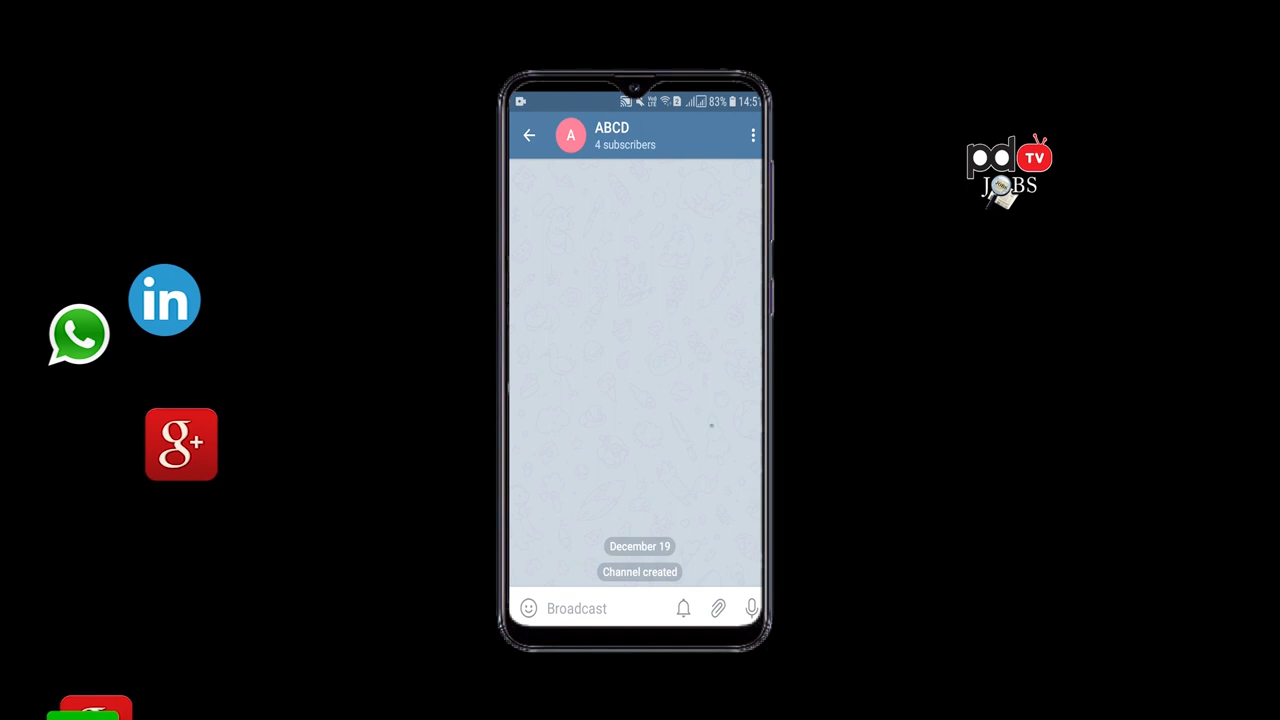 83% 14:5
ABCD
A
4 subscribers
pd TV
JOBS
in
g+
December 19
Channel created
Broadcast